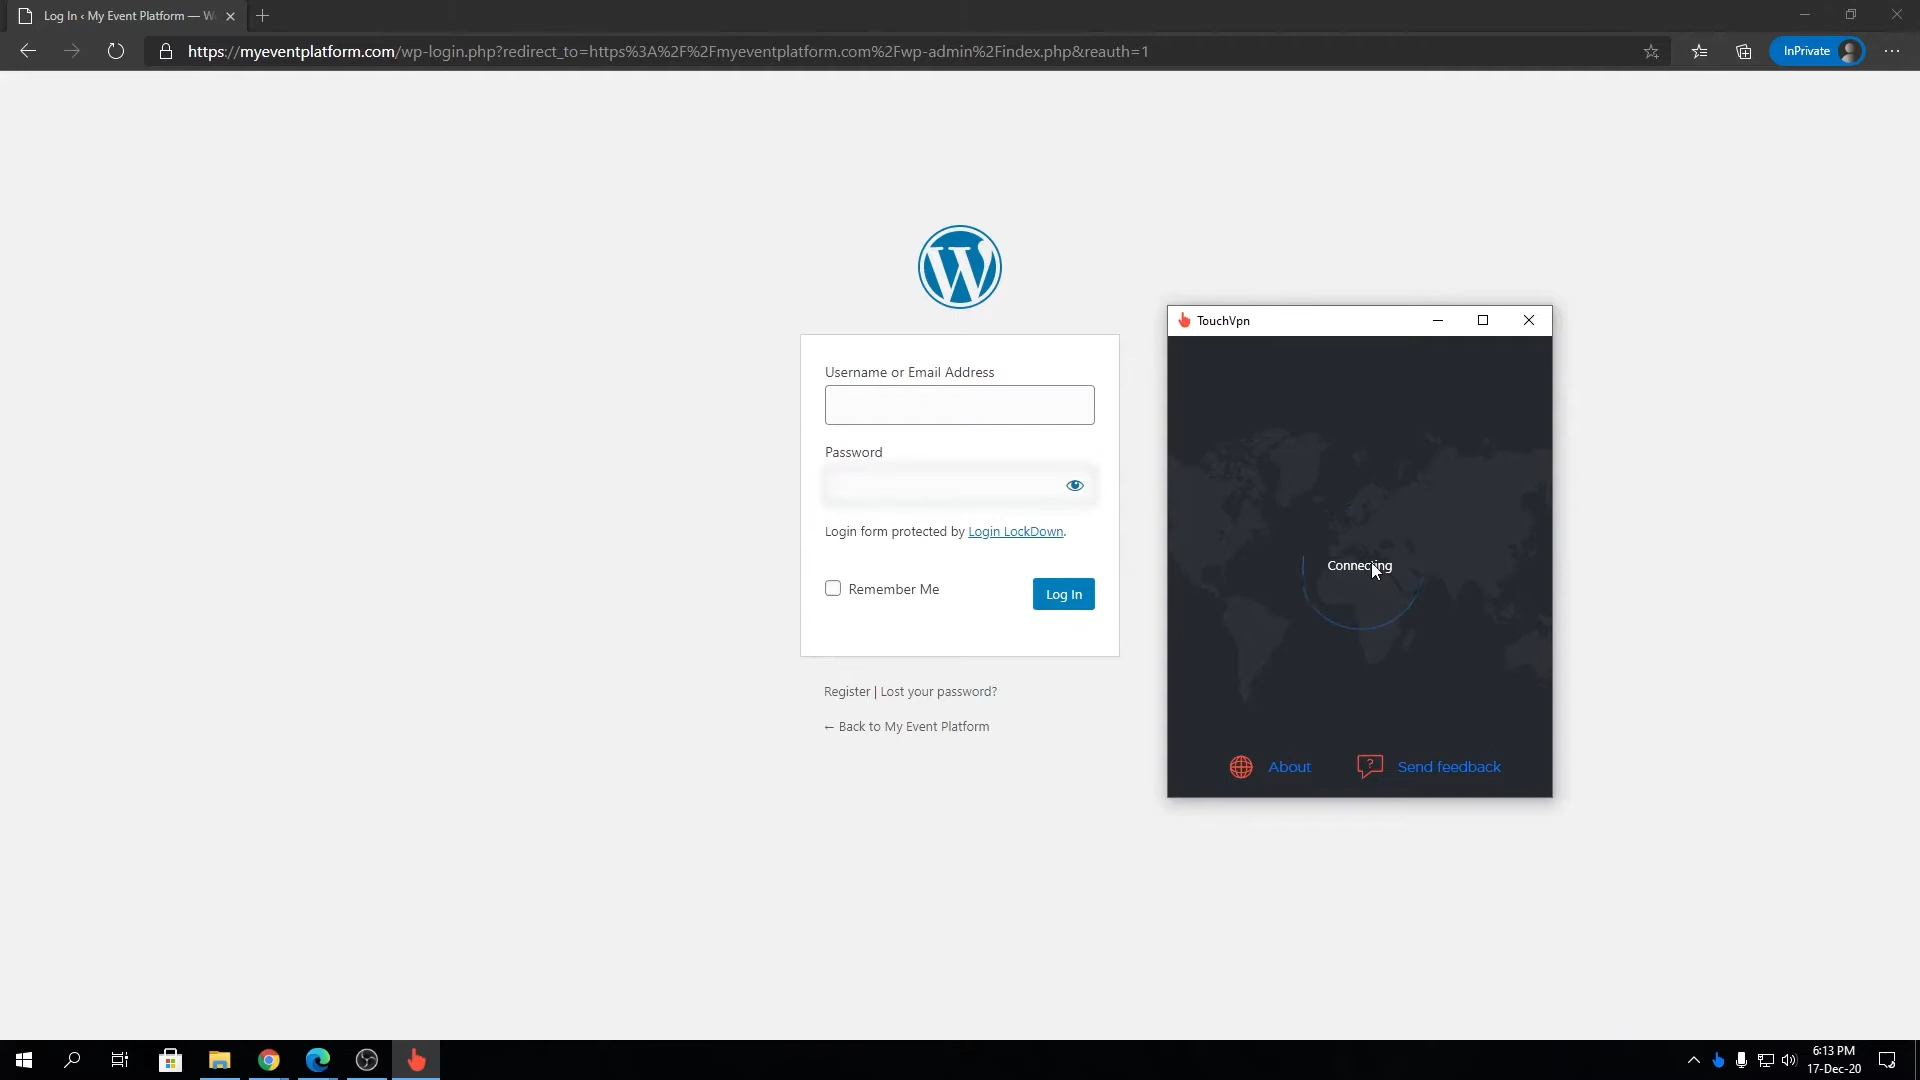 Log In ‹ My Event Platform — W
https://myeventplatform.com/wp-login.php?redirect_to=https%3A%2F%2Fmyeventplatform.com%2Fwp-admin%2Findex.php&reauth=1
InPrivate
Username or Email Address
Password
Login form protected by Login LockDown.
Remember Me
Log In
Register | Lost your password?
← Back to My Event Platform
TouchVpn
Connecting
About
Send feedback
6:13 PM
17-Dec-20